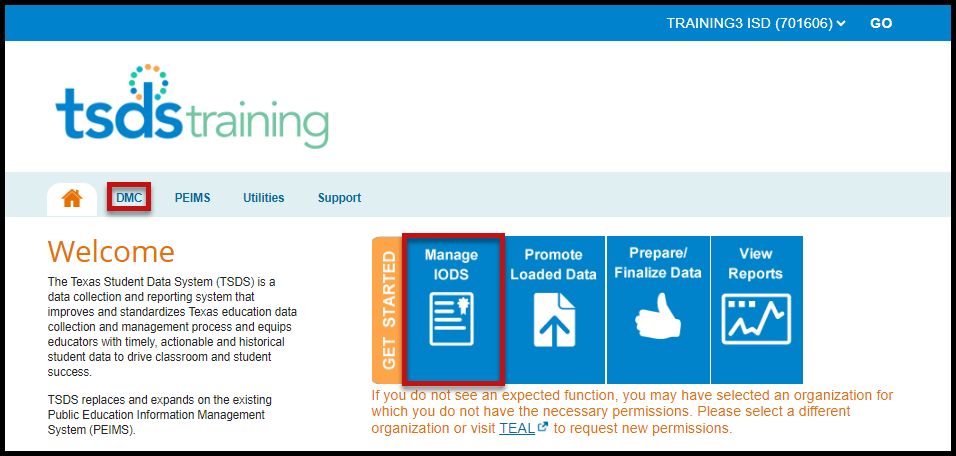 TRAINING3 ISD (701606) GO
tsds training
DMC PEIMS Utilities Support
Welcome
The Texas Student Data System (TSDS) is a
data collection and reporting system that
improves and standardizes Texas education data
collection and management process and equips
educators with timely, actionable and historical
student data to drive classroom and student
success.
TSDS replaces and expands on the existing
Public Education Information Management
System (PEIMS).
GET STARTED
Manage
IODS
Promote
Loaded Data
Prepare/
Finalize Data
View
Reports
If you do not see an expected function, you may have selected an organization for
which you do not have the necessary permissions. Please select a different
organization or visit TEAL to request new permissions.